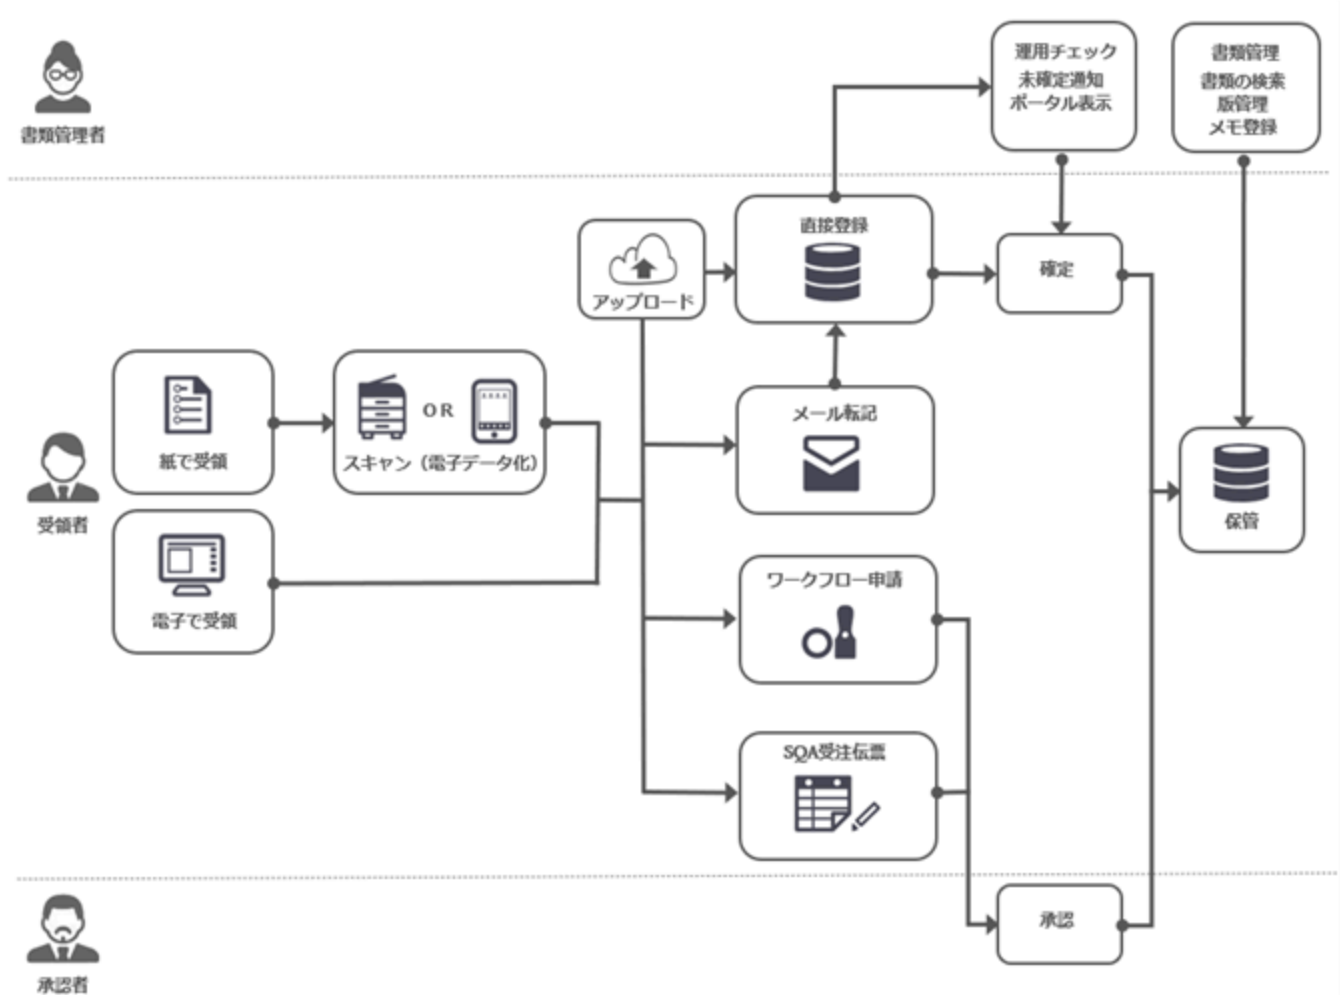 書類管理者
運用チェック
未確定通知
ポータル表示
書類管理
書類の検索
版管理
メモ登録
直接登録
アップロード
確定
紙で受領
OR
スキャン（電子データ化）
メール転記
受領者
保管
電子で受領
ワークフロー申請
SQA受注伝票
承認者
承認